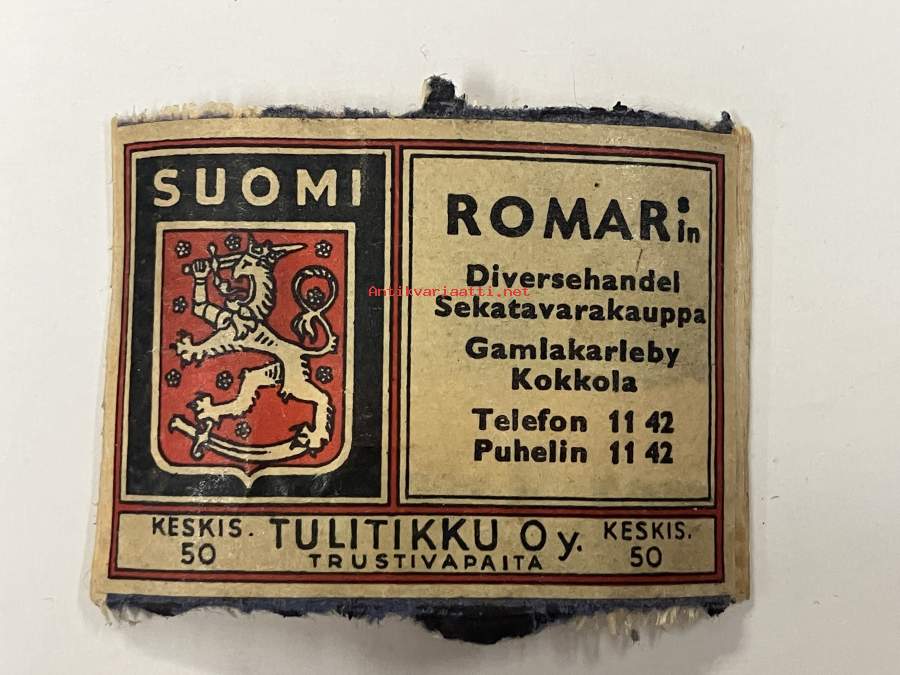 SUOMI
ROMARin
Diversehandel
Antikvariaatti.net
Sekatavarakauppa
Gamlakarleby
Kokkola
Telefon 11 42
Puhelin 11 42
KESKIS. 50
TULITIKKU Oy.
TRUSTIVAPAITA
KESKIS. 50